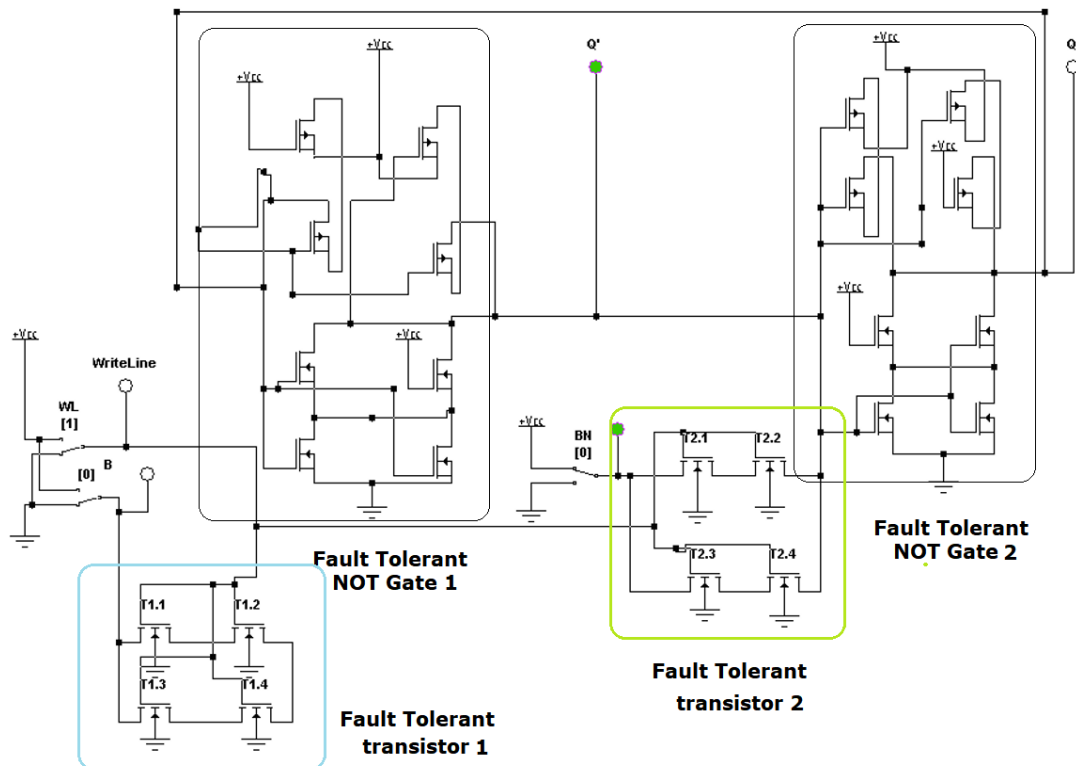 +Vcc
Q'
+Vcc
Q
+Vcc
+Vcc
+Vcc
+Vcc
+Vcc
+Vcc
WriteLine
WL
[1]
B
[0]
+Vcc
BN
[0]
T2.1
T2.2
T2.3
T2.4
Fault Tolerant
NOT Gate 2
Fault Tolerant
NOT Gate 1
T1.1
T1.2
T1.3
T1.4
Fault Tolerant
transistor 2
Fault Tolerant
transistor 1